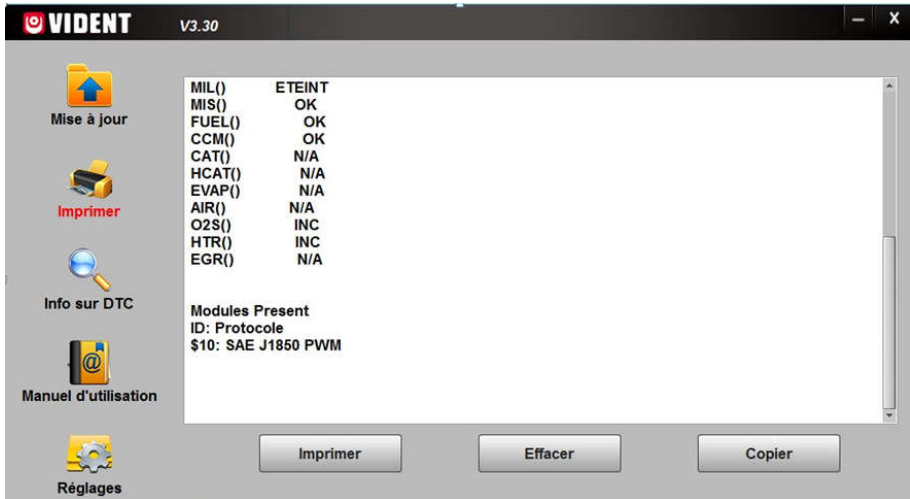 VIDENT V3.30
Mise à jour
Imprimer
Info sur DTC
Manuel d'utilisation
Réglages
MIL() ETEINT
MIS() OK
FUEL() OK
CCM() OK
CAT() N/A
HCAT() N/A
EVAP() N/A
AIR() N/A
O2S() INC
HTR() INC
EGR() N/A
Modules Present
ID: Protocole
$10: SAE J1850 PWM
Imprimer Effacer Copier